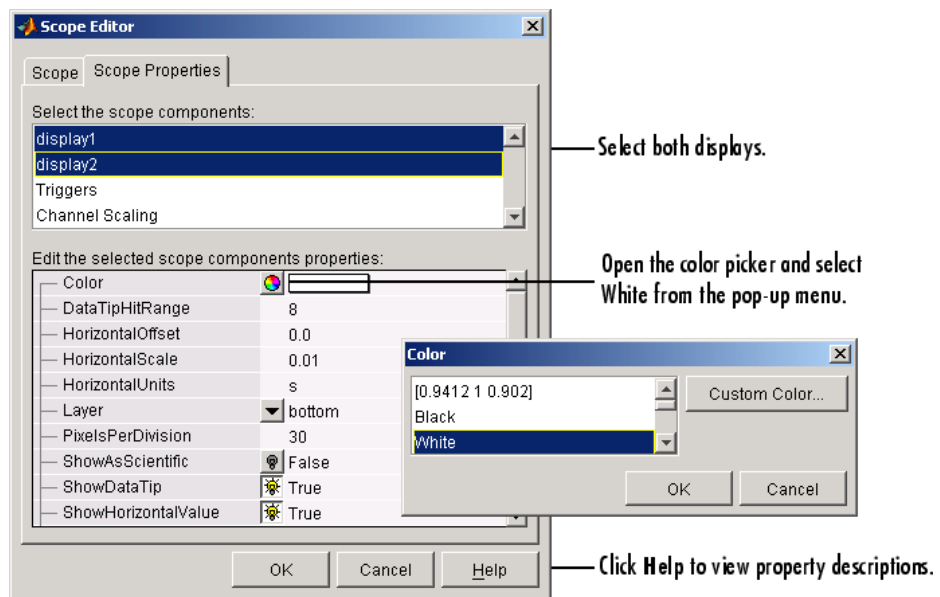 Scope Editor
Scope
Scope Properties
Select the scope components:
display1
display2
Triggers
Channel Scaling
Select both displays.
Edit the selected scope components properties:
Color
DataTipHitRange 8
HorizontalOffset 0.0
HorizontalScale 0.01
HorizontalUnits s
Layer bottom
PixelsPerDivision 30
ShowAsScientific False
ShowDataTip True
ShowHorizontalValue True
Open the color picker and select
White from the pop-up menu.
Color
[0.9412 1 0.902]
Black
White
Custom Color...
OK Cancel
OK Cancel Help
Click Help to view property descriptions.